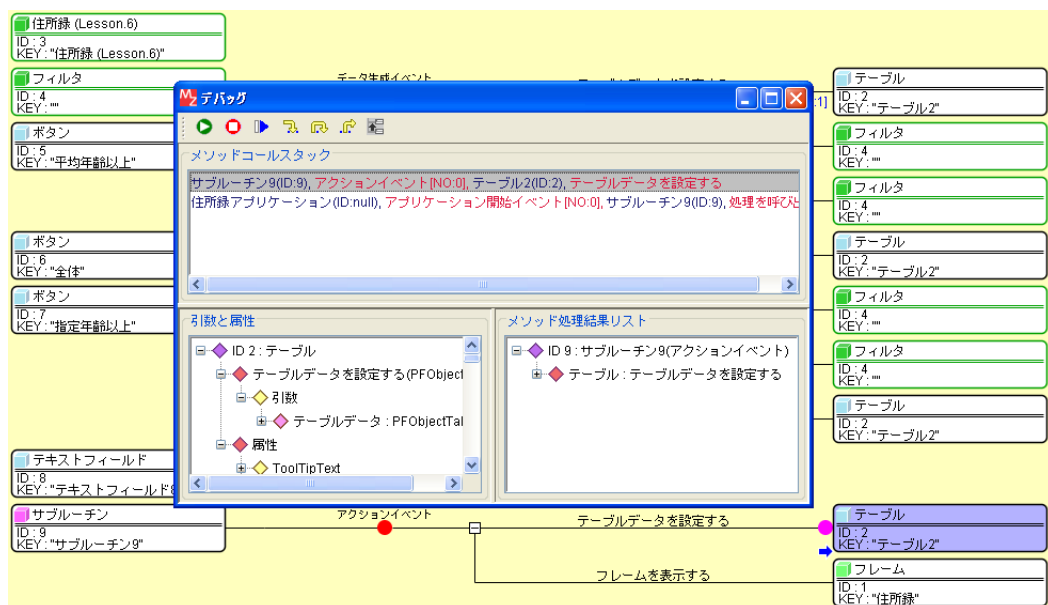 住所録 (Lesson.6)
ID : 3
KEY : "住所録 (Lesson.6)"
フィルタ
ID : 4
KEY : ""
ボタン
ID : 5
KEY : "平均年齢以上"
ボタン
ID : 6
KEY : "全体"
ボタン
ID : 7
KEY : "指定年齢以上"
テキストフィールド
ID : 8
KEY : "テキストフィールド8
サブルーチン
ID : 9
KEY : "サブルーチン9"
データ生成イベント
デバッグ
メソッドコールスタック
サブルーチン9(ID:9), アクションイベント[NO:0], テーブル2(ID:2), テーブルデータを設定する
住所録アプリケーション(ID:null), アプリケーション開始イベント[NO:0], サブルーチン9(ID:9), 処理を呼び出
引数と属性
ID 2 : テーブル
テーブルデータを設定する(PFObject
引数
テーブルデータ : PFObjectTal
属性
ToolTipText
メソッド処理結果リスト
ID 9 : サブルーチン9(アクションイベント)
テーブル : テーブルデータを設定する
アクションイベント
テーブルデータを設定する
フレームを表示する
:1]
テーブル
ID : 2
KEY : "テーブル2"
フィルタ
ID : 4
KEY : ""
フィルタ
ID : 4
KEY : ""
テーブル
ID : 2
KEY : "テーブル2"
フィルタ
ID : 4
KEY : ""
フィルタ
ID : 4
KEY : ""
テーブル
ID : 2
KEY : "テーブル2"
テーブル
ID : 2
KEY : "テーブル2"
フレーム
ID : 1
KEY : "住所録"